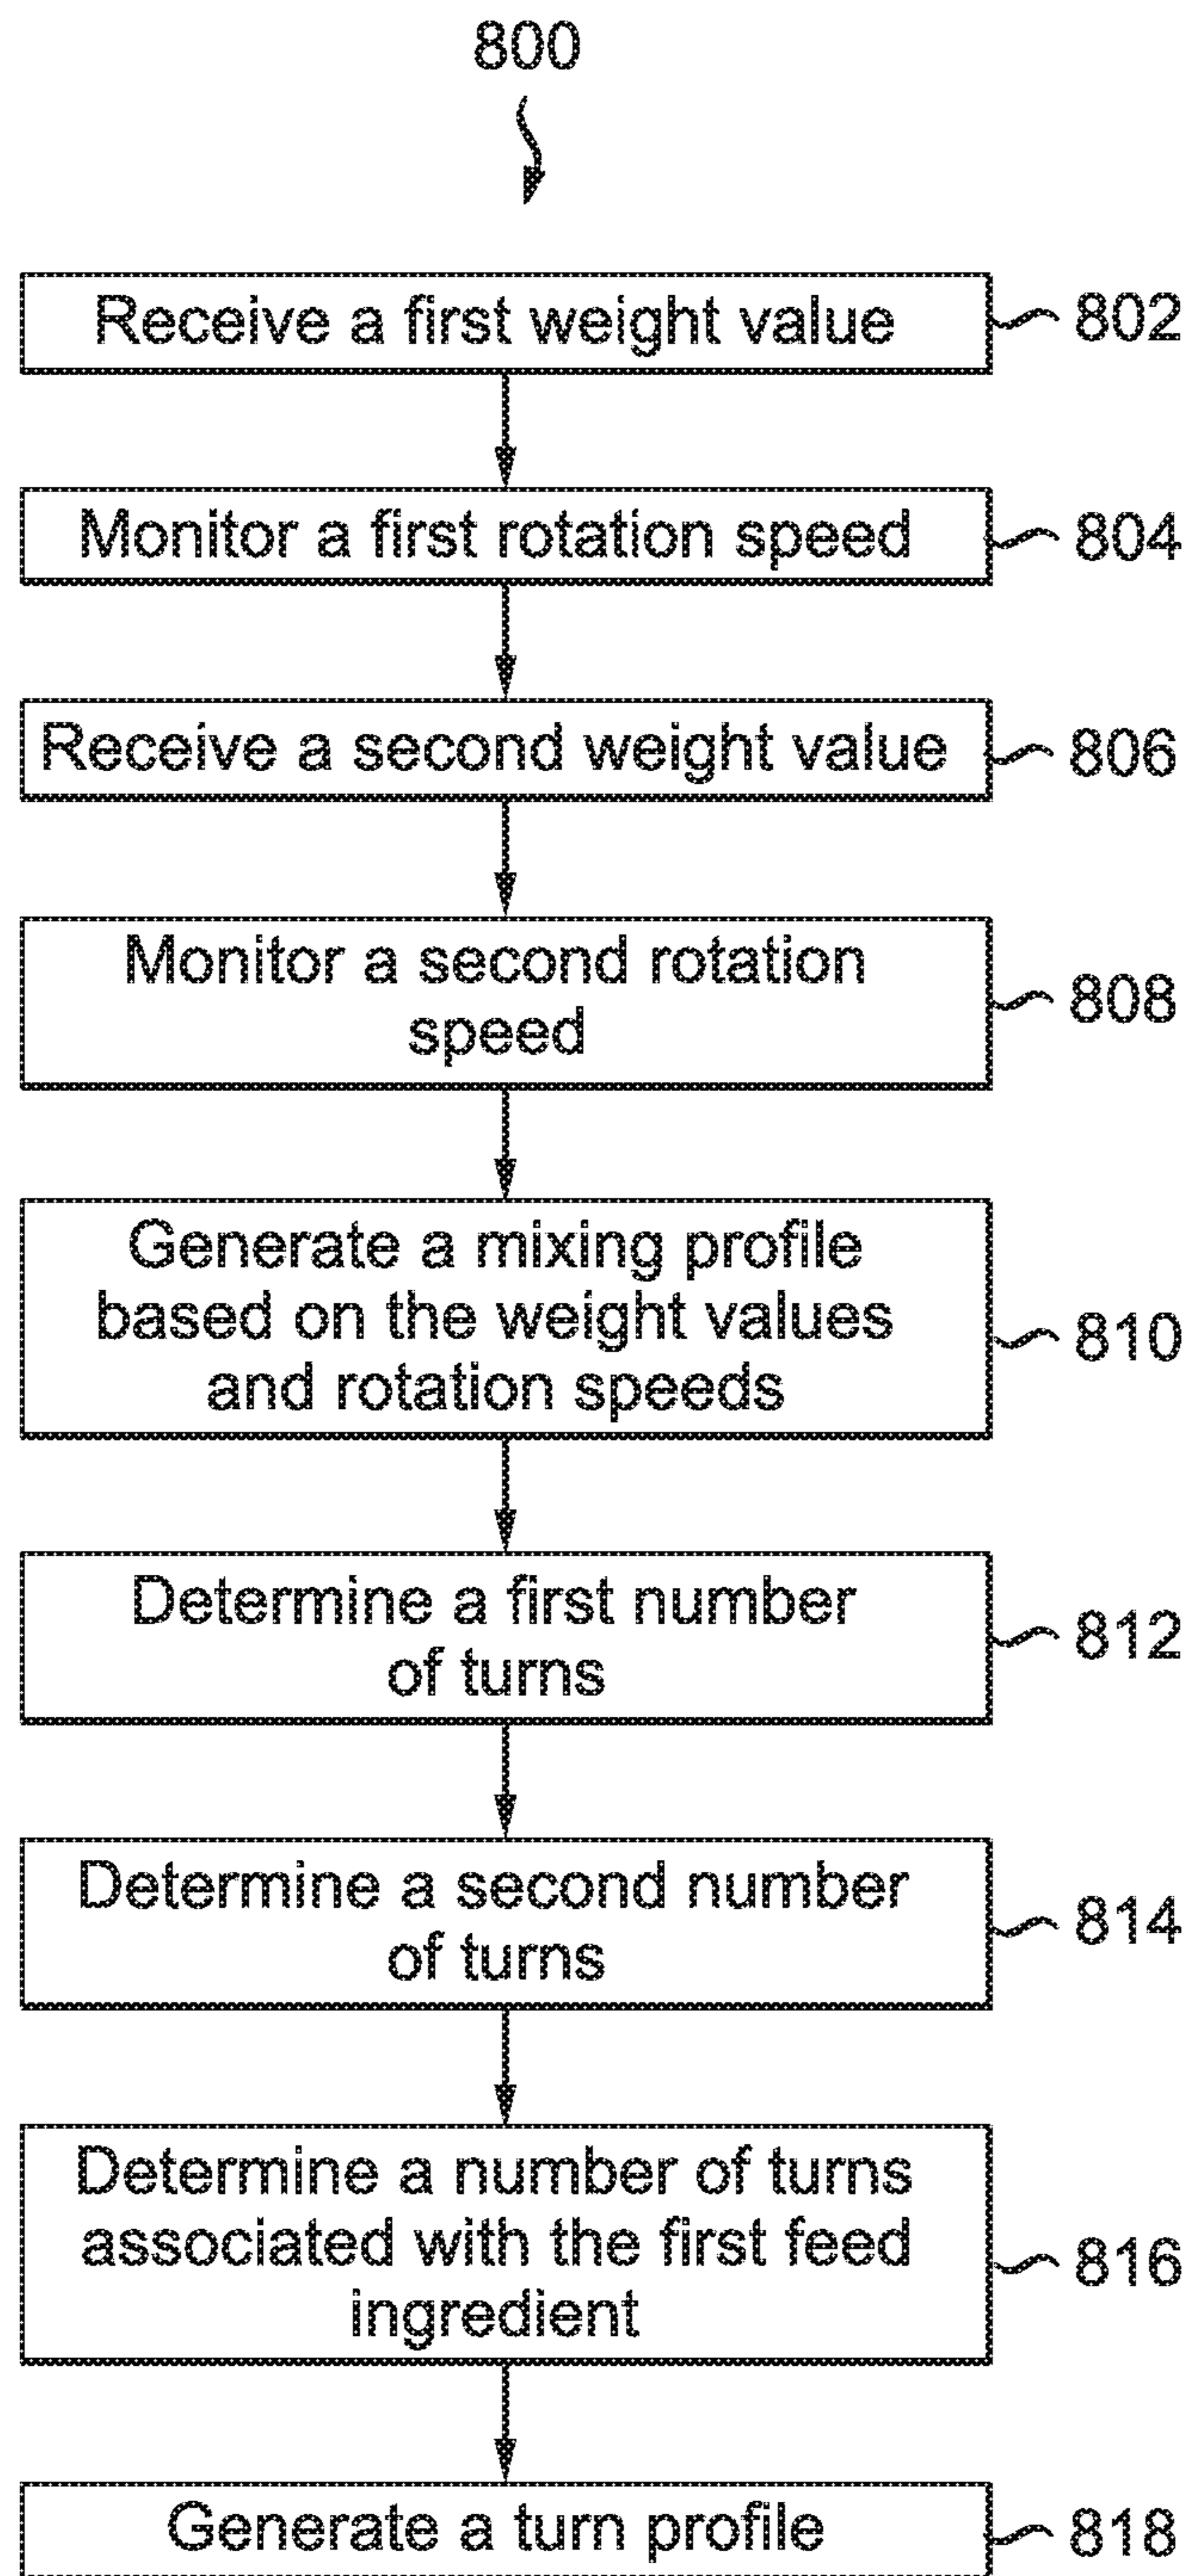 800
Receive a first weight value
802
Monitor a first rotation speed
804
Receive a second weight value
806
Monitor a second rotation
speed
808
Generate a mixing profile
based on the weight values
and rotation speeds
810
Determine a first number
of turns
812
Determine a second number
of turns
814
Determine a number of turns
associated with the first feed
ingredient
816
Generate a turn profile
818